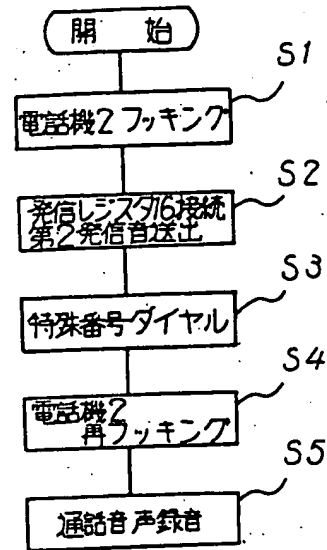 開 始
S1
電話機2フッキング
S2
発信レジスタ16接続
第2発信音送出
S3
特殊番号ダイヤル
S4
電話機2
再フッキング
S5
通話音声録音